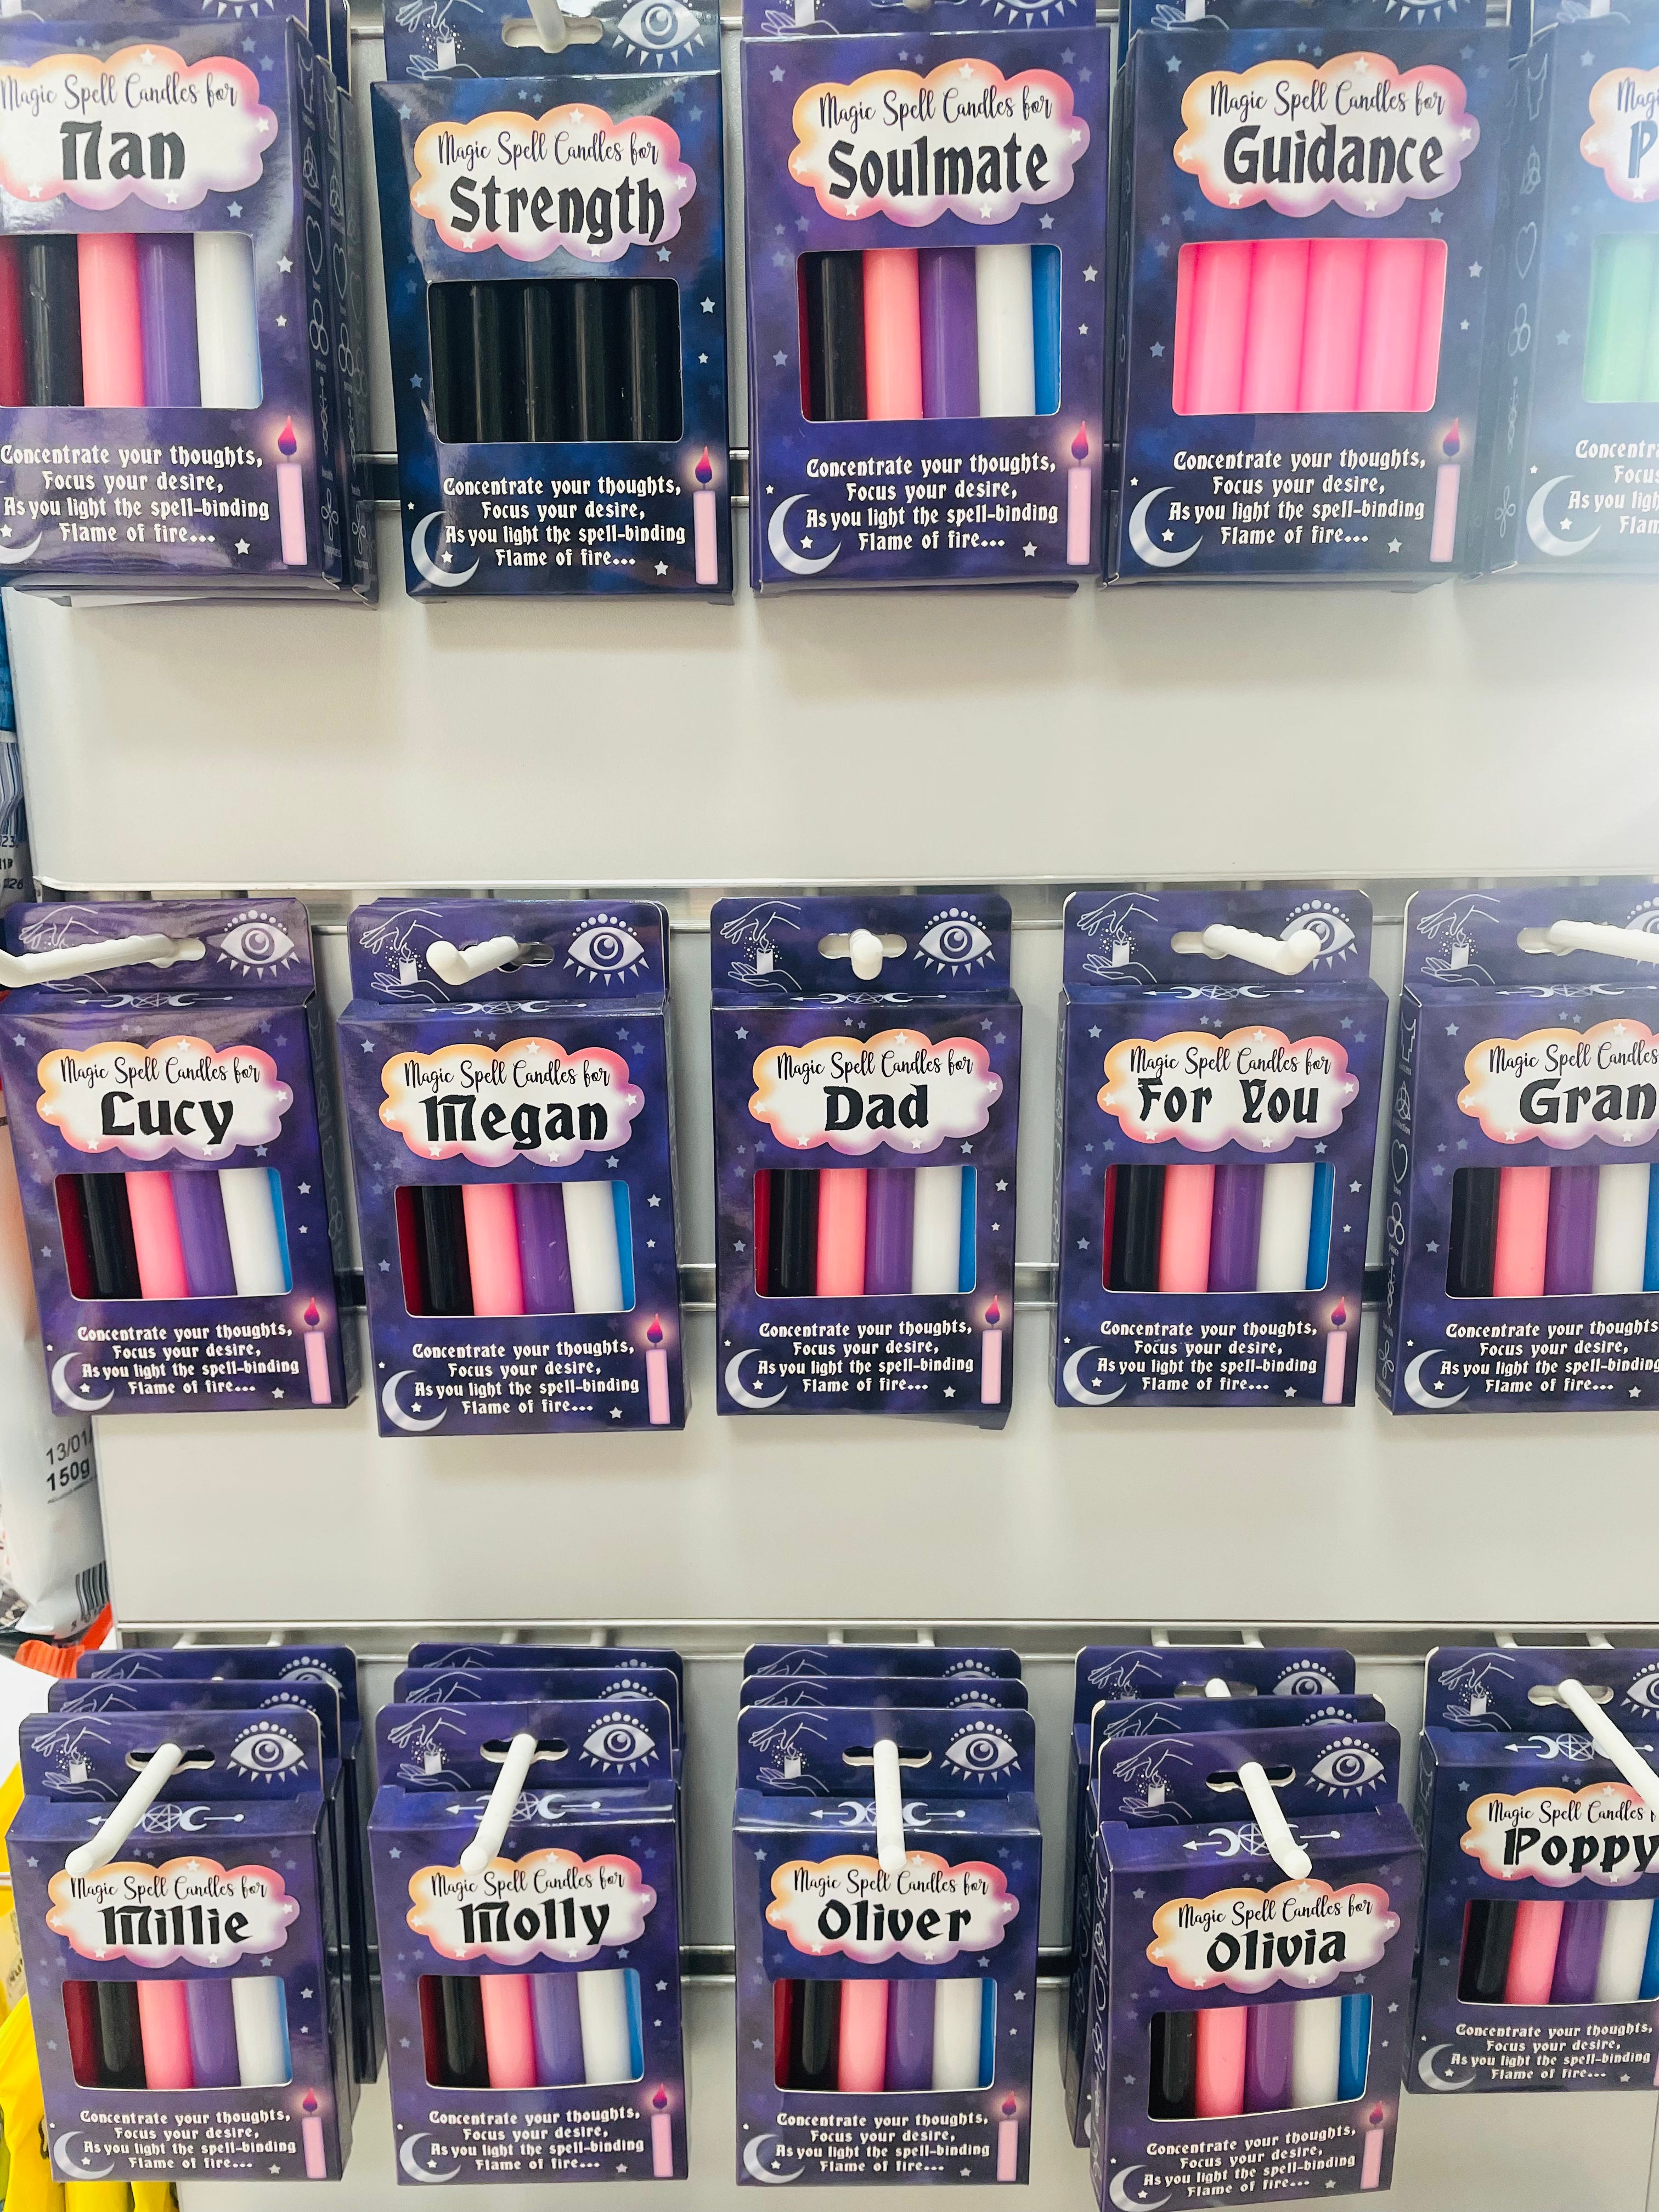 Magic Spell Candles for
Nan
Concentrate your thoughts,
Focus your desire,
As you light the spell-binding
Flame of fire...
Magic Spell Candles for
Strength
Concentrate your thoughts,
Focus your desire,
As you light the spell-binding
Flame of fire...
Magic Spell Candles for
Soulmate
Concentrate your thoughts,
Focus your desire,
As you light the spell-binding
Flame of fire...
Magic Spell Candles for
Guidance
Concentrate your thoughts,
Focus your desire,
As you light the spell-binding
Flame of fire...
Magic Spell Candles for
Lucy
Concentrate your thoughts,
Focus your desire,
As you light the spell-binding
Flame of fire...
Magic Spell Candles for
Megan
Concentrate your thoughts,
Focus your desire,
As you light the spell-binding
Flame of fire...
Magic Spell Candles for
Dad
Concentrate your thoughts,
Focus your desire,
As you light the spell-binding
Flame of fire...
Magic Spell Candles for
For You
Concentrate your thoughts,
Focus your desire,
As you light the spell-binding
Flame of fire...
Magic Spell Candles
Gran
Concentrate your thoughts,
Focus your desire,
As you light the spell-binding
Flame of fire...
13/01/
150g
Magic Spell Candles for
Millie
Concentrate your thoughts,
Focus your desire,
As you light the spell-binding
Flame of fire...
Magic Spell Candles for
Molly
Concentrate your thoughts,
Focus your desire,
As you light the spell-binding
Flame of fire...
Magic Spell Candles for
Oliver
Concentrate your thoughts,
Focus your desire,
As you light the spell-binding
Flame of fire...
Magic Spell Candles for
Olivia
Concentrate your thoughts,
Focus your desire,
As you light the spell-binding
Flame of fire...
Magic Spell Candles
Poppy
Concentrate your thoughts,
Focus your desire,
As you light the spell-binding
Flame of fire...